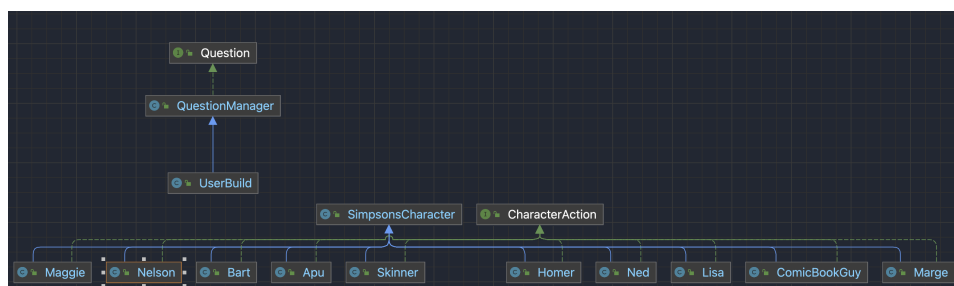 I Question
C QuestionManager
C UserBuild
C SimpsonsCharacter
I CharacterAction
C Maggie
C Nelson
C Bart
C Apu
C Skinner
C Homer
C Ned
C Lisa
C ComicBookGuy
C Marge